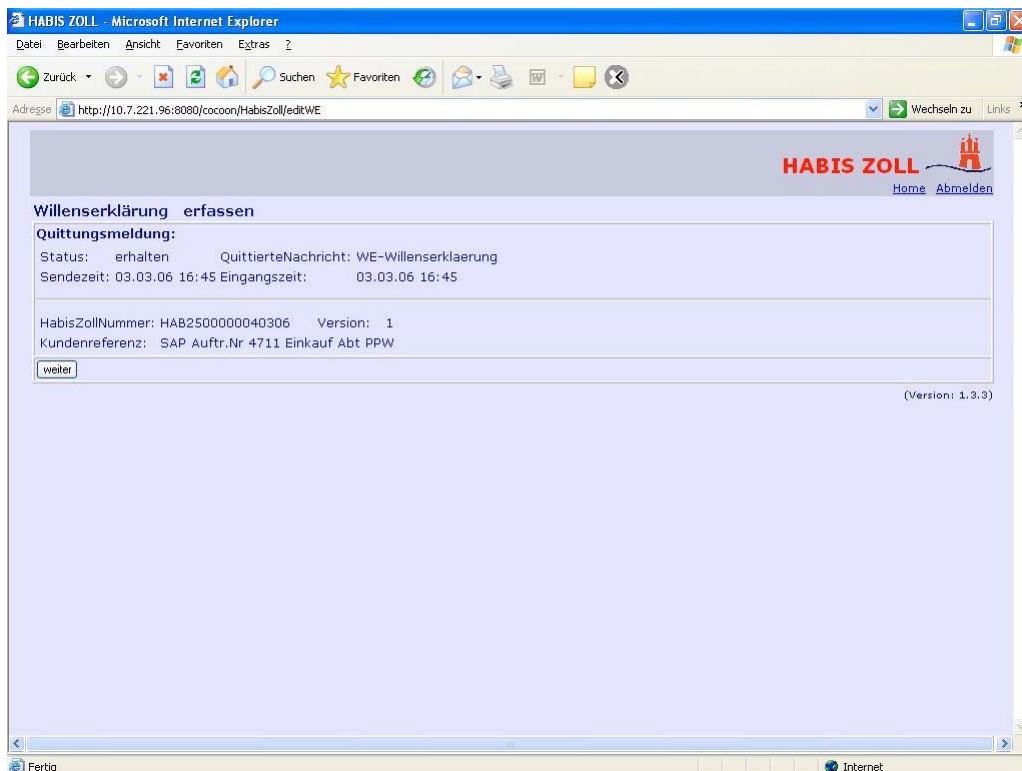 HABIS ZOLL - Microsoft Internet Explorer
Datei Bearbeiten Ansicht Favoriten Extras ?
Zurück Suchen Favoriten
Adresse http://10.7.221.96:8080/cocoon/HabisZoll/editWE Wechseln zu Links
HABIS ZOLL
Home Abmelden
Willenserklärung erfassen
Quittungsmeldung:
Status: erhalten QuittierteNachricht: WE-Willenserklaerung
Sendezeit: 03.03.06 16:45 Eingangszeit: 03.03.06 16:45
HabisZollNummer: HAB2500000040306 Version: 1
Kundenreferenz: SAP Auftr.Nr 4711 Einkauf Abt PPW
weiter
(Version: 1.3.3)
Fertig Internet